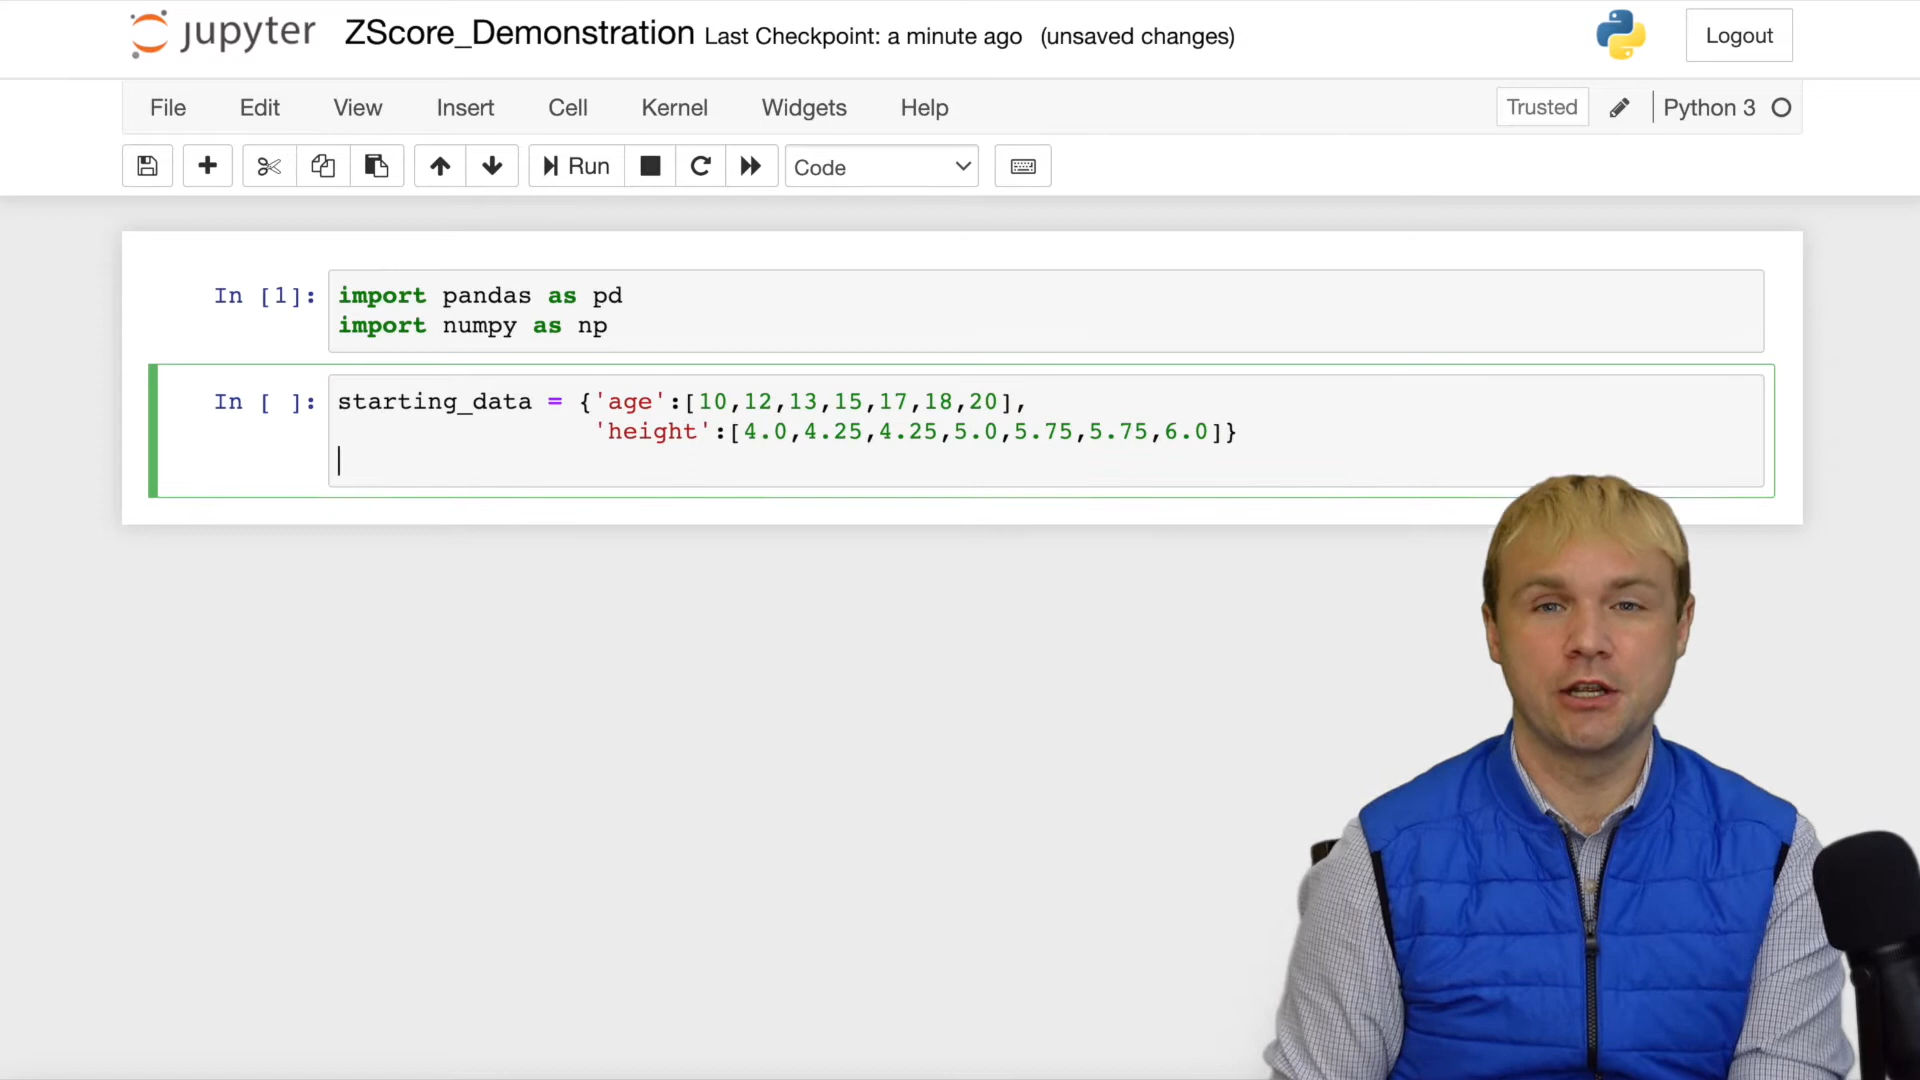 jupyter ZScore_Demonstration Last Checkpoint: a minute ago (unsaved changes) Logout
File Edit View Insert Cell Kernel Widgets Help Trusted Python 3
Run Code
In [1]: import pandas as pd
import numpy as np
In [ ]: starting_data = {'age':[10,12,13,15,17,18,20],
'height':[4.0,4.25,4.25,5.0,5.75,5.75,6.0]}